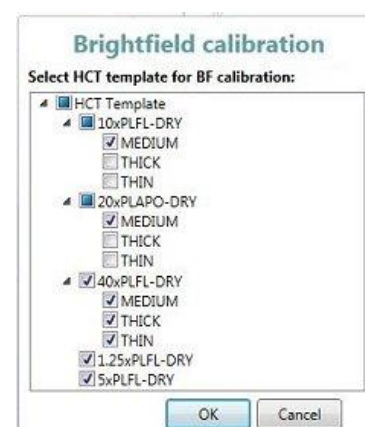 Brightfield calibration
Select HCT template for BF calibration:
HCT Template
10xPLFL-DRY
MEDIUM
THICK
THIN
20xPLAPO-DRY
MEDIUM
THICK
THIN
40xPLFL-DRY
MEDIUM
THICK
THIN
1.25xPLFL-DRY
5xPLFL-DRY
OK Cancel